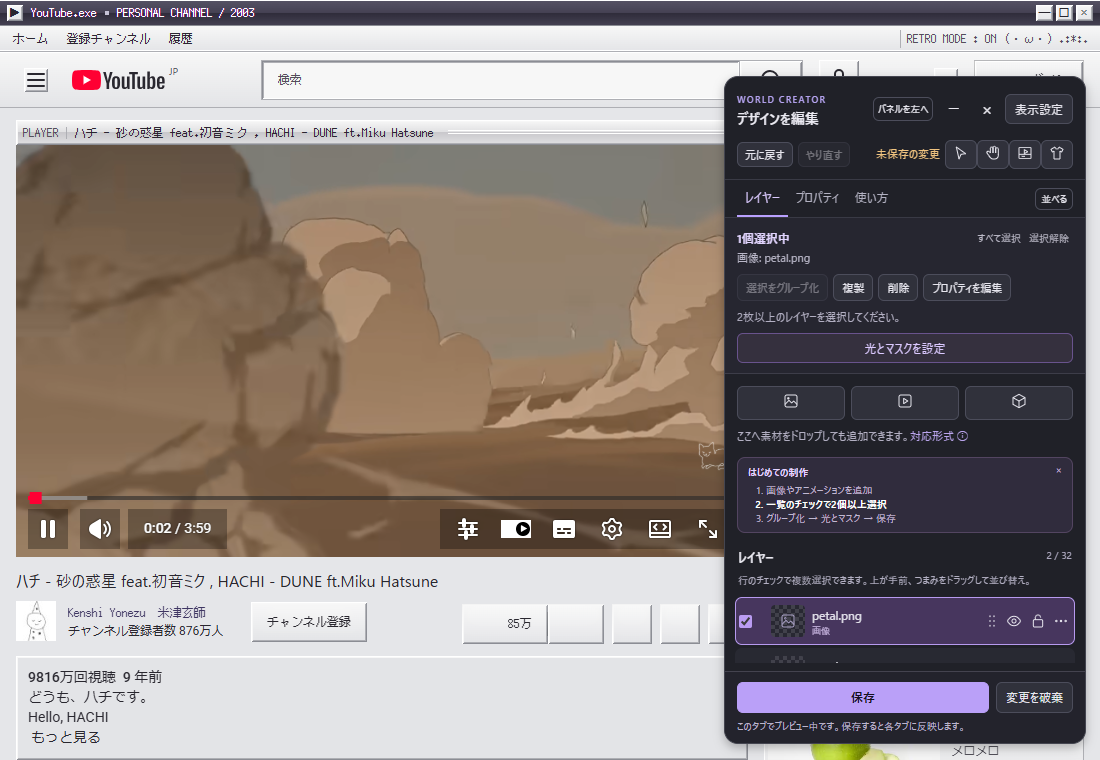 YouTube.exe ▪ PERSONAL CHANNEL / 2003
ホーム 登録チャンネル 履歴
RETRO MODE : ON (・ω・) .:*:.
YouTube JP
検索
PLAYER ハチ - 砂の惑星 feat.初音ミク , HACHI - DUNE ft.Miku Hatsune
0:02 / 3:59
ハチ - 砂の惑星 feat.初音ミク , HACHI - DUNE ft.Miku Hatsune
Kenshi Yonezu 米津玄師
チャンネル登録者数 876万人
チャンネル登録
85万
9816万回視聴 9 年前
どうも、ハチです。
Hello, HACHI
もっと見る
WORLD CREATOR
デザインを編集
パネルを左へ
表示設定
元に戻す やり直す 未保存の変更
レイヤー プロパティ 使い方 並べる
1個選択中 すべて選択 選択解除
画像: petal.png
選択をグループ化 複製 削除 プロパティを編集
2枚以上のレイヤーを選択してください。
光とマスクを設定
ここへ素材をドロップしても追加できます。対応形式
はじめての制作
1. 画像やアニメーションを追加
2. 一覧のチェックで2個以上選択
3. グループ化 → 光とマスク → 保存
レイヤー 2 / 32
行のチェックで複数選択できます。上が手前、つまみをドラッグして並び替え。
petal.png
画像
保存 変更を破棄
このタブでプレビュー中です。保存すると各タブに反映します。
メロメロ